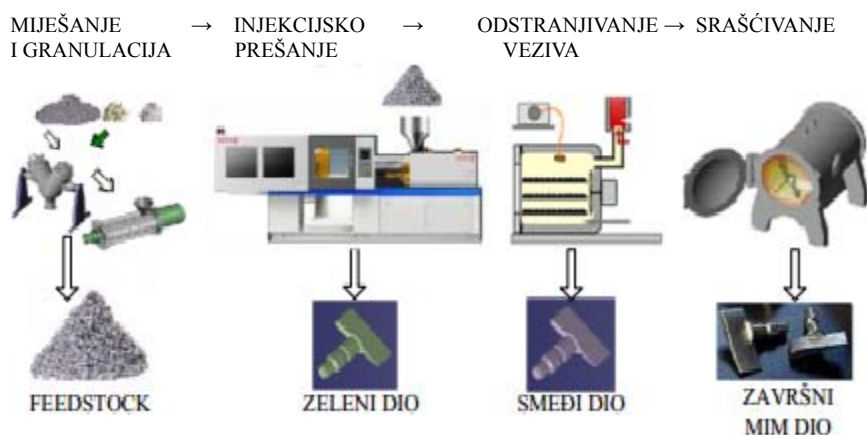 MIJEŠANJE → INJEKCIJSKO → ODSTRANJIVANJE → SRAŠĆIVANJE
I GRANULACIJA PREŠANJE VEZIVA
FEEDSTOCK ZELENI DIO SMEĐI DIO ZAVRŠNI
MIM DIO